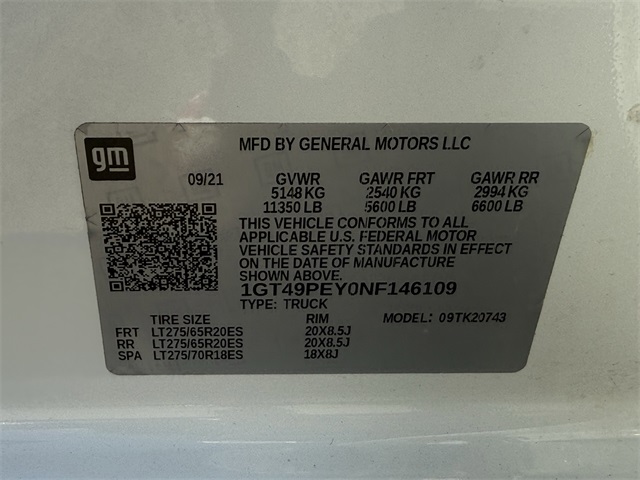 gm
MFD BY GENERAL MOTORS LLC
09/21 GVWR GAWR FRT GAWR RR
5148 KG 2540 KG 2994 KG
11350 LB 5600 LB 6600 LB
THIS VEHICLE CONFORMS TO ALL
APPLICABLE U.S. FEDERAL MOTOR
VEHICLE SAFETY STANDARDS IN EFFECT
ON THE DATE OF MANUFACTURE
SHOWN ABOVE.
1GT49PEY0NF146109
TYPE: TRUCK MODEL: 09TK20743
TIRE SIZE RIM
FRT LT275/65R20ES 20X8.5J
RR LT275/65R20ES 20X8.5J
SPA LT275/70R18ES 18X8J